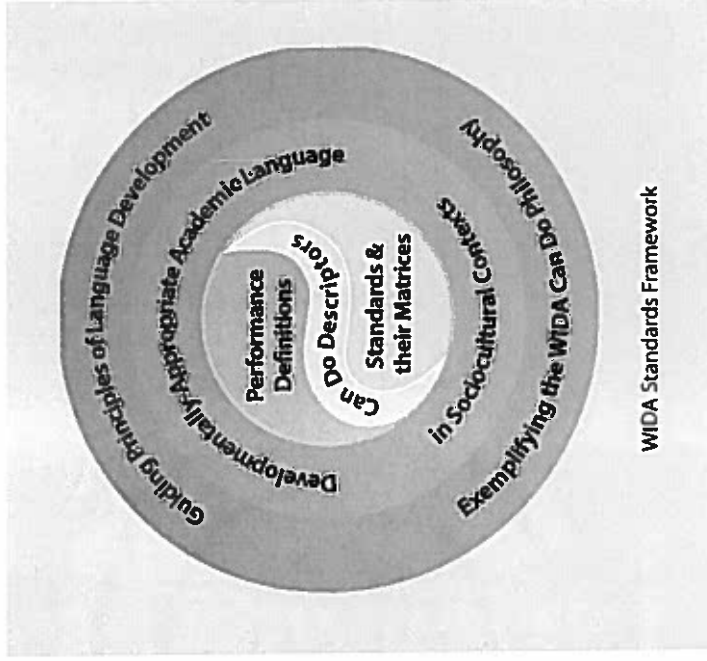 Guiding Principles of Language Development
Developmentally Appropriate Academic Language
Performance
Definitions
Can Do Descriptors
Standards &
their Matrices
in Sociocultural Contexts
Exemplifying the WIDA Can Do Philosophy
WIDA Standards Framework